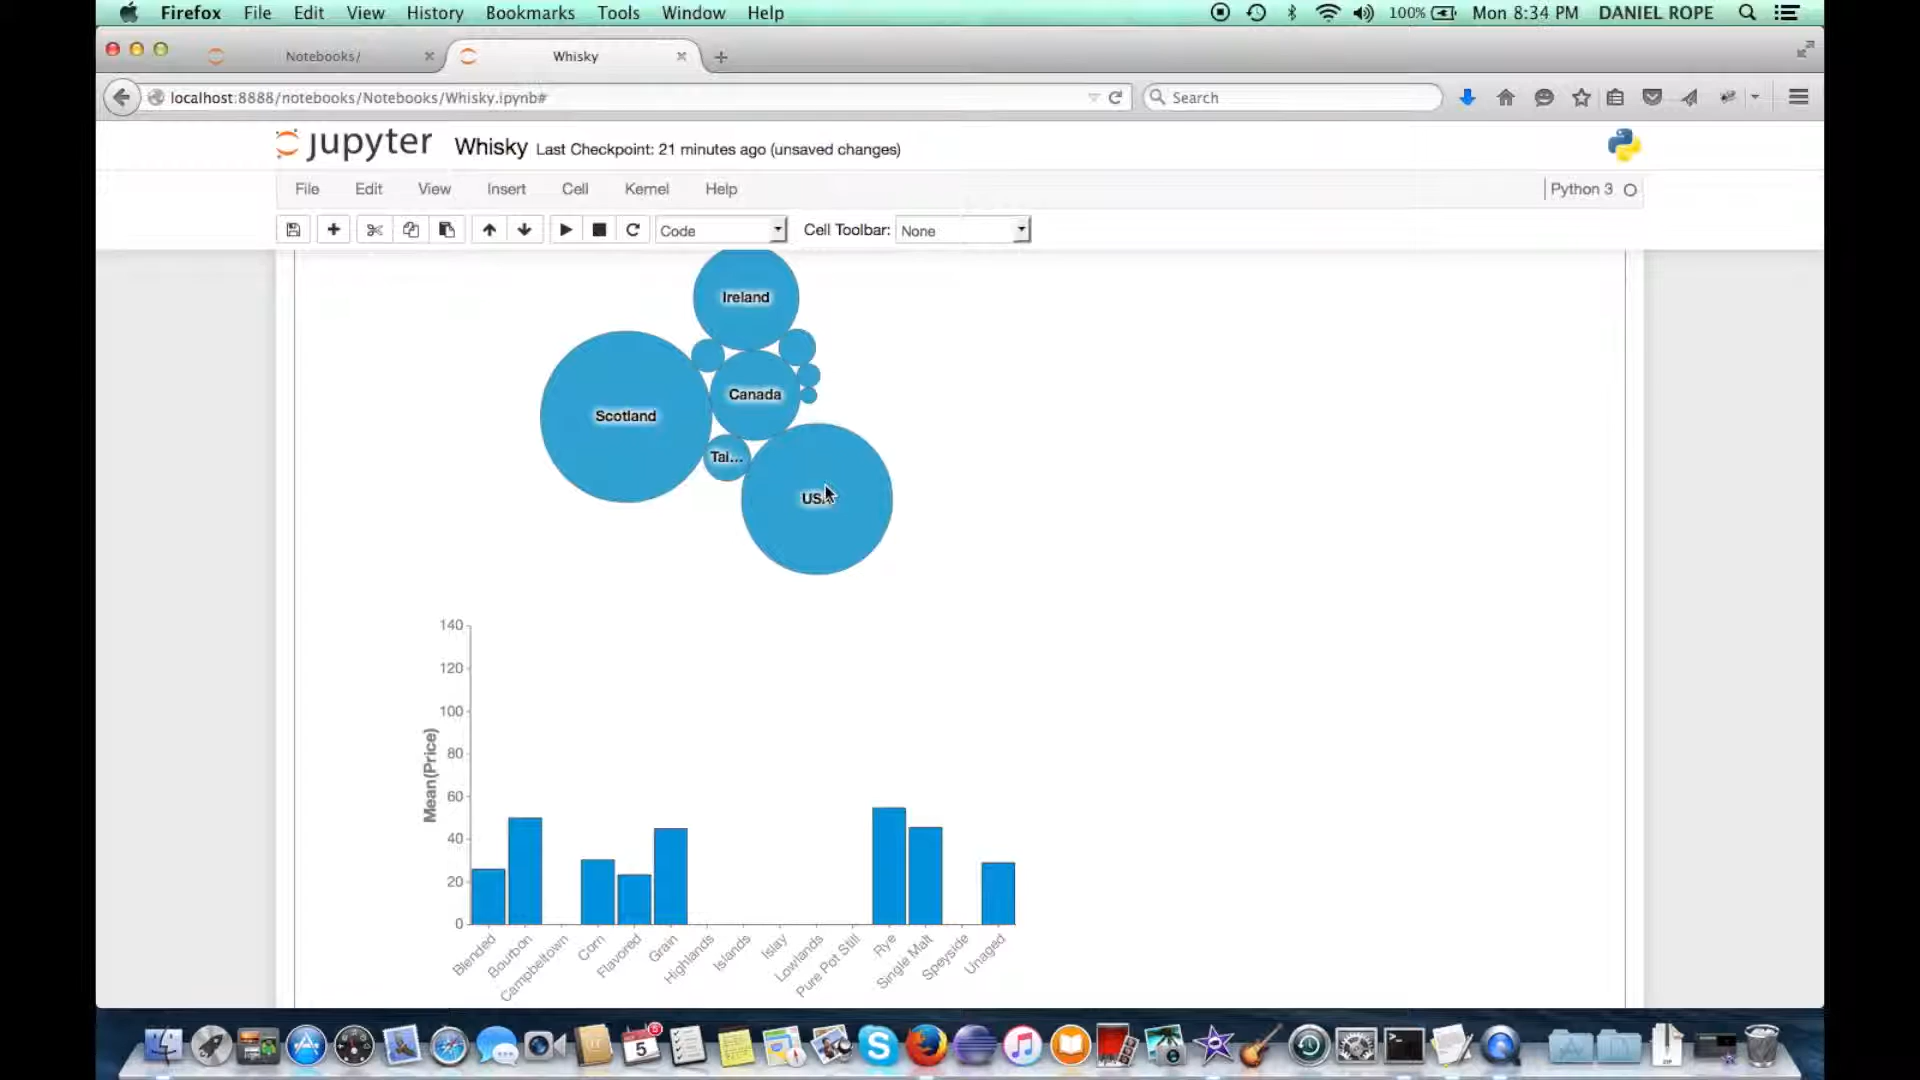 Firefox File Edit View History Bookmarks Tools Window Help 100% Mon 8:34 PM DANIEL ROPE
Notebooks/ Whisky
localhost:8888/notebooks/Notebooks/Whisky.ipynb# Search
jupyter Whisky Last Checkpoint: 21 minutes ago (unsaved changes)
File Edit View Insert Cell Kernel Help Python 3
Code Cell Toolbar: None
Ireland
Canada
Scotland
Tai...
USA
140
120
100
80
60
40
20
0
Mean(Price)
Blended Bourbon Campbeltown Corn Flavored Grain Highlands Islands Islay Lowlands Pure Pot Still Rye Single Malt Speyside Unaged
5